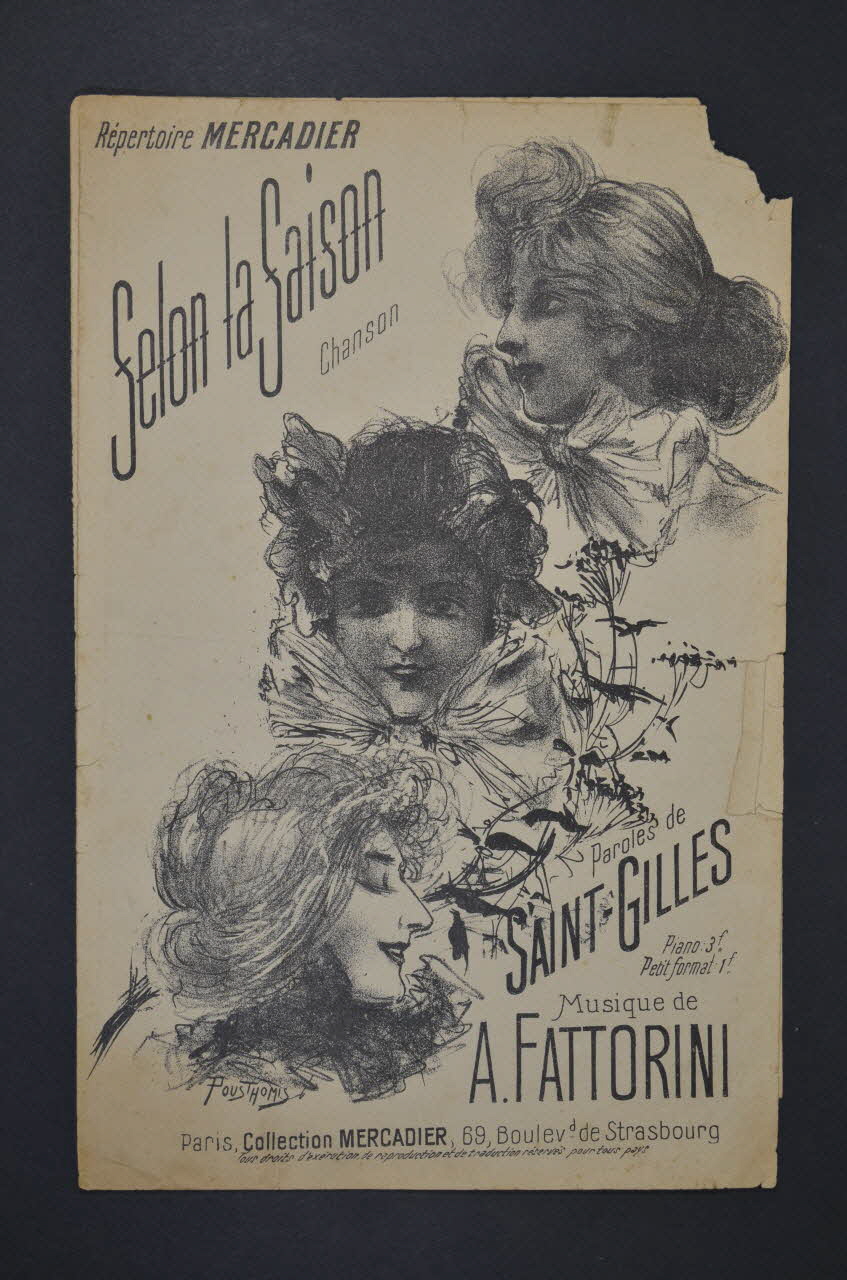 Répertoire MERCADIER
Selon la Saison
Chanson
Paroles de
SAINT-GILLES
Piano: 3f.
Petit format: 1f.
Musique de
A. FATTORINI
POUSTHOMIS
Paris, Collection MERCADIER, 69, Boulevd de Strasbourg
Tous droits d'exécution, de reproduction et de traduction réservés pour tous pays